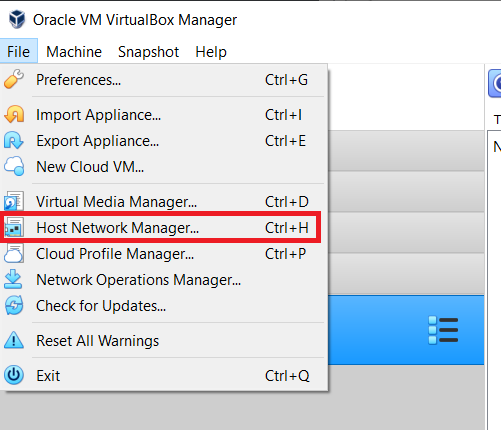 Oracle VM VirtualBox Manager
File Machine Snapshot Help
Preferences... Ctrl+G
Import Appliance... Ctrl+I
Export Appliance... Ctrl+E
New Cloud VM...
Virtual Media Manager... Ctrl+D
Host Network Manager... Ctrl+H
Cloud Profile Manager... Ctrl+P
Network Operations Manager...
Check for Updates...
Reset All Warnings
Exit Ctrl+Q